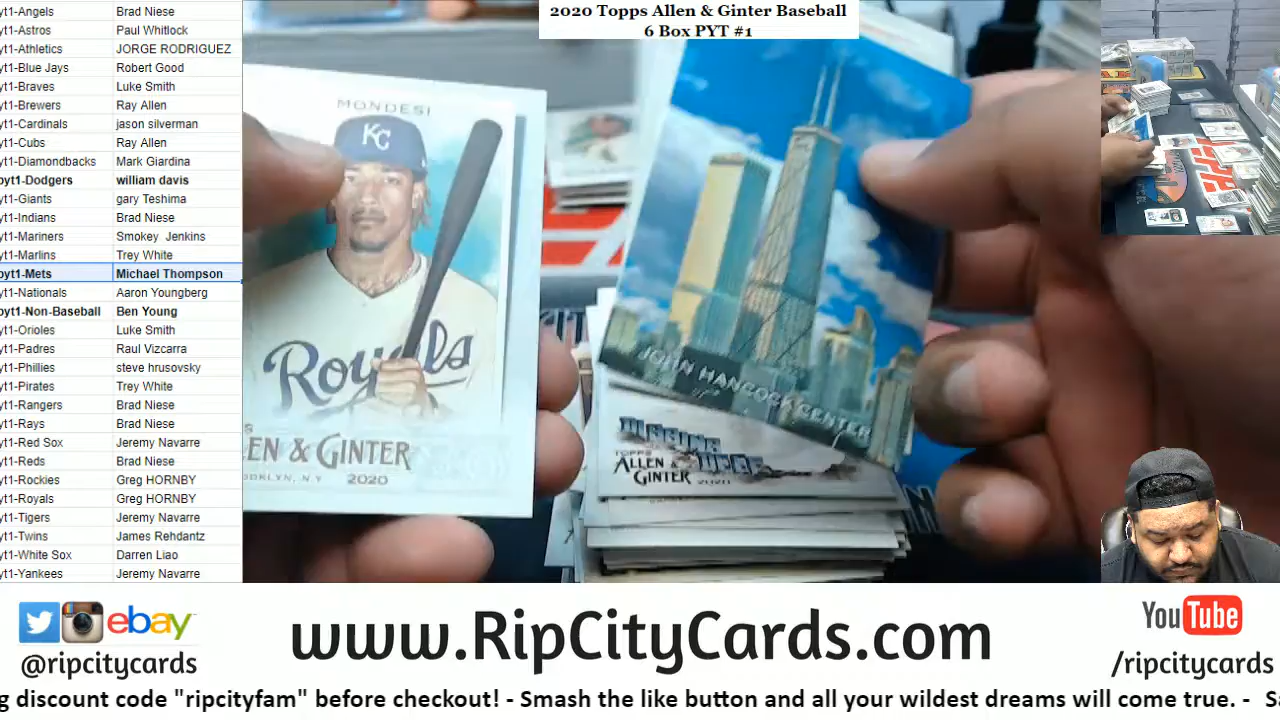 2020 Topps Allen & Ginter Baseball
6 Box PYT #1
yt1-Angels Brad Niese
yt1-Astros Paul Whitlock
yt1-Athletics JORGE RODRIGUEZ
yt1-Blue Jays Robert Good
yt1-Braves Luke Smith
yt1-Brewers Ray Allen
yt1-Cardinals jason silverman
yt1-Cubs Ray Allen
yt1-Diamondbacks Mark Giardina
pyt1-Dodgers william davis
yt1-Giants gary Teshima
yt1-Indians Brad Niese
yt1-Mariners Smokey Jenkins
yt1-Marlins Trey White
pyt1-Mets Michael Thompson
yt1-Nationals Aaron Youngberg
pyt1-Non-Baseball Ben Young
yt1-Orioles Luke Smith
yt1-Padres Raul Vizcarra
yt1-Phillies steve hrusovsky
yt1-Pirates Trey White
yt1-Rangers Brad Niese
yt1-Rays Brad Niese
yt1-Red Sox Jeremy Navarre
yt1-Reds Brad Niese
yt1-Rockies Greg HORNBY
yt1-Royals Greg HORNBY
yt1-Tigers Jeremy Navarre
yt1-Twins James Rehdantz
yt1-White Sox Darren Liao
yt1-Yankees Jeremy Navarre
MONDESI
KC
Royals
EN & GINTER
OOKLYN, N.Y 2020
JOHN HANCOCK CENTER
DIGGING
DEEP
TOPPS
ALLEN &
GINTER 2020
ebay
@ripcitycards
www.RipCityCards.com
YouTube
/ripcitycards
g discount code "ripcityfam" before checkout! - Smash the like button and all your wildest dreams will come true. - Sa